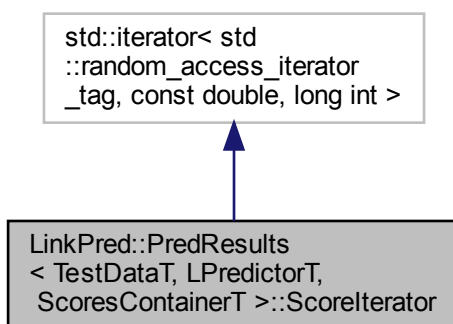 std::iterator< std
::random_access_iterator
_tag, const double, long int >
LinkPred::PredResults
< TestDataT, LPredictorT,
ScoresContainerT >::ScoreIterator